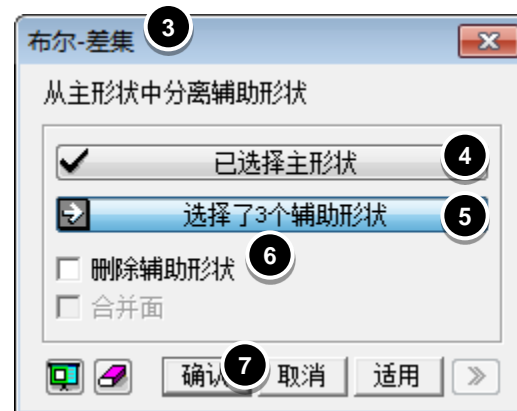 布尔-差集 3
从主形状中分离辅助形状
已选择主形状 4
选择了3个辅助形状 5
删除辅助形状 6
合并面
确认 7 取消 适用